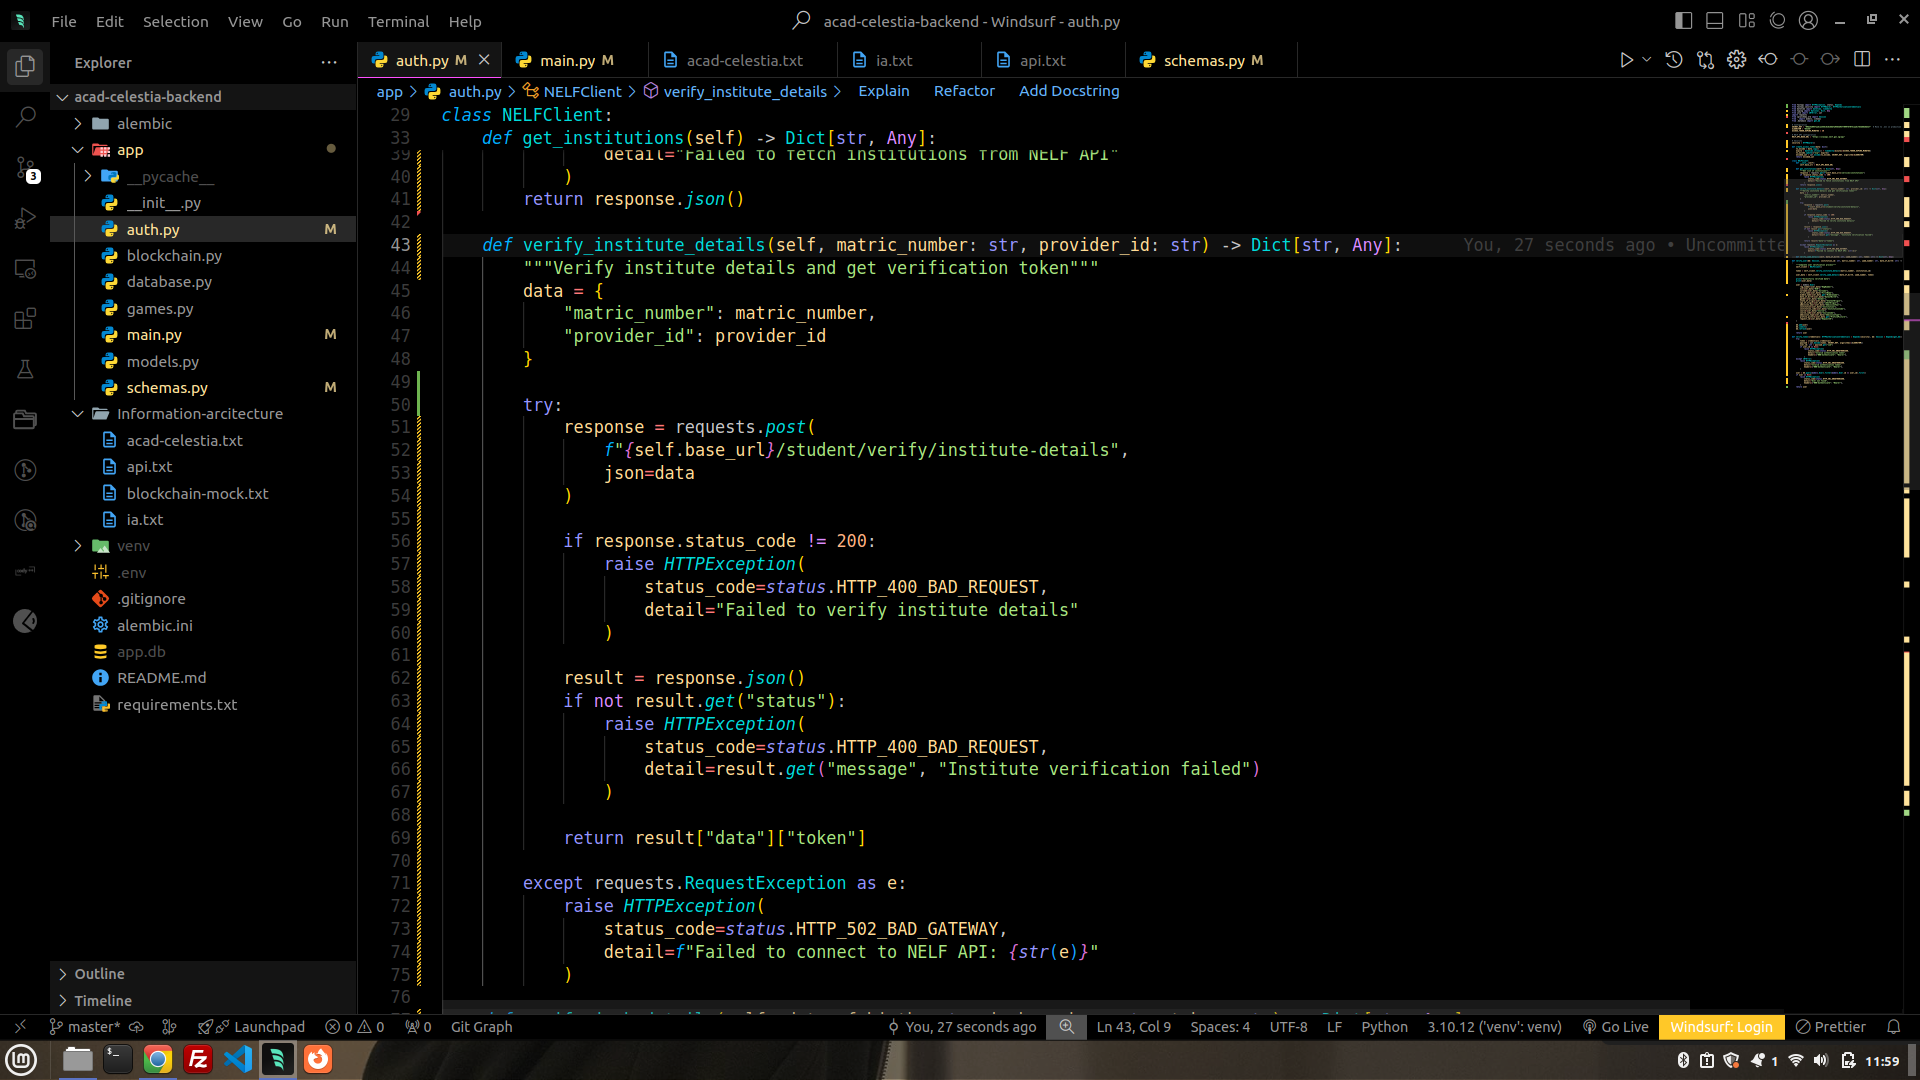 File Edit Selection View Go Run Terminal Help
acad-celestia-backend - Windsurf - auth.py
Explorer
auth.py M
main.py M
acad-celestia.txt
ia.txt
api.txt
schemas.py M
app > auth.py > NELFClient > verify_institute_details > Explain Refactor Add Docstring
acad-celestia-backend
alembic
app
__pycache__
__init__.py
auth.py M
blockchain.py
database.py
games.py
main.py M
models.py
schemas.py M
Information-arcitecture
acad-celestia.txt
api.txt
blockchain-mock.txt
ia.txt
venv
.env
.gitignore
alembic.ini
app.db
README.md
requirements.txt
Outline
Timeline
3
29 class NELFClient:
33 def get_institutions(self) -> Dict[str, Any]:
39 detail="Failed to fetch institutions from NELF API"
40 )
41 return response.json()
42
43 def verify_institute_details(self, matric_number: str, provider_id: str) -> Dict[str, Any]: You, 27 seconds ago • Uncommitte
44 """Verify institute details and get verification token"""
45 data = {
46 "matric_number": matric_number,
47 "provider_id": provider_id
48 }
49
50 try:
51 response = requests.post(
52 f"{self.base_url}/student/verify/institute-details",
53 json=data
54 )
55
56 if response.status_code != 200:
57 raise HTTPException(
58 status_code=status.HTTP_400_BAD_REQUEST,
59 detail="Failed to verify institute details"
60 )
61
62 result = response.json()
63 if not result.get("status"):
64 raise HTTPException(
65 status_code=status.HTTP_400_BAD_REQUEST,
66 detail=result.get("message", "Institute verification failed")
67 )
68
69 return result["data"]["token"]
70
71 except requests.RequestException as e:
72 raise HTTPException(
73 status_code=status.HTTP_502_BAD_GATEWAY,
74 detail=f"Failed to connect to NELF API: {str(e)}"
75 )
76
master* Launchpad 0 0 0 Git Graph You, 27 seconds ago Ln 43, Col 9 Spaces: 4 UTF-8 LF Python 3.10.12 ('venv': venv) Go Live Windsurf: Login Prettier
1 11:59